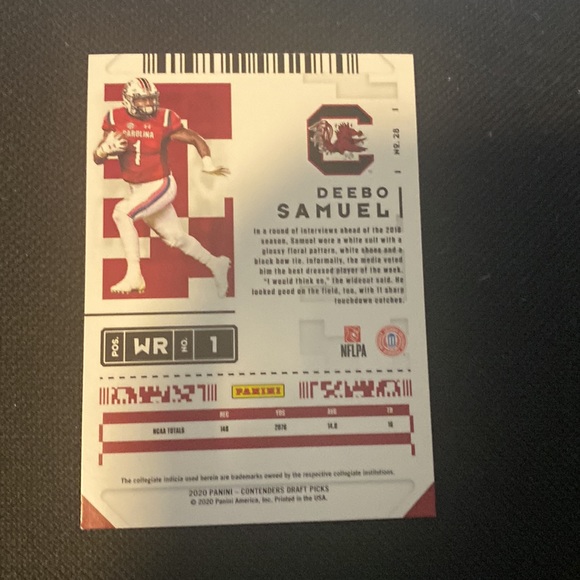 CAROLINA
1
C
NO. 28
DEEBO
SAMUEL
In a round of interviews ahead of the 2018
season, Samuel wore a white suit with a
glossy floral pattern, white shoes and a
black bow tie. Informally, the media voted
him the best dressed player of the week.
"I would think so," the wideout said. He
looked good on the field, too, with 11 sharp
touchdown catches.
POS. WR NO. 1
NFLPA
PANINI
REC YDS AVG TD
NCAA TOTALS 148 2076 14.0 16
The collegiate indicia used herein are trademarks owned by the respective collegiate institutions.
2020 PANINI – CONTENDERS DRAFT PICKS
© 2020 Panini America, Inc. Printed in the USA.